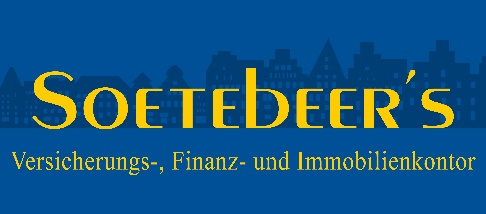 SOETEBEER'S
Versicherungs-, Finanz- und Immobilienkontor